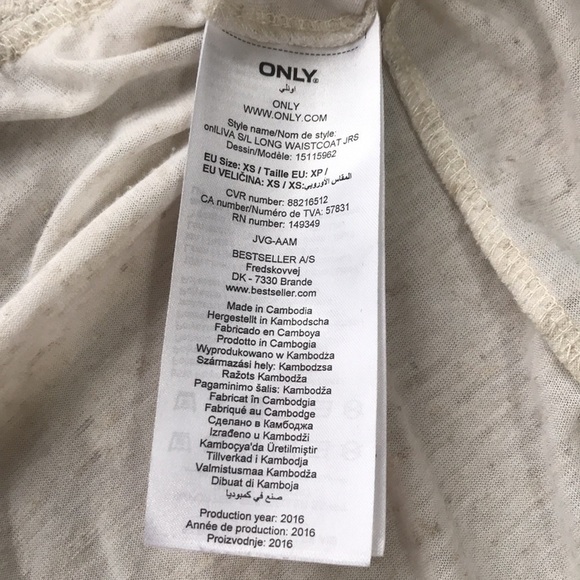 ONLY®
اونلي
ONLY
WWW.ONLY.COM
Style name/Nom de style:
onlLIVA S/L LONG WAISTCOAT JRS
Dessin/Modèle: 15115962
EU Size: XS / Taille EU: XP /
EU VELIČINA: XS / XS:المقاس الأوروبي
CVR number: 88216512
CA number/Numéro de TVA: 57831
RN number: 149349
JVG-AAM
BESTSELLER A/S
Fredskovvej
DK - 7330 Brande
www.bestseller.com
Made in Cambodia
Hergestellt in Kambodscha
Fabricado en Camboya
Prodotto in Cambogia
Wyprodukowano w Kambodża
Származási hely: Kambodzsa
Ražots Kambodža
Pagaminimo šalis: Kambodža
Fabricat în Cambodgia
Fabriqué au Cambodge
Сделано в Камбоджа
Izrađeno u Kambodži
Kamboçya'da Üretilmiştir
Tillverkad i Kambodja
Valmistusmaa Kambodža
Dibuat di Kamboja
صنع في كمبوديا
Production year: 2016
Année de production: 2016
Proizvodnje: 2016